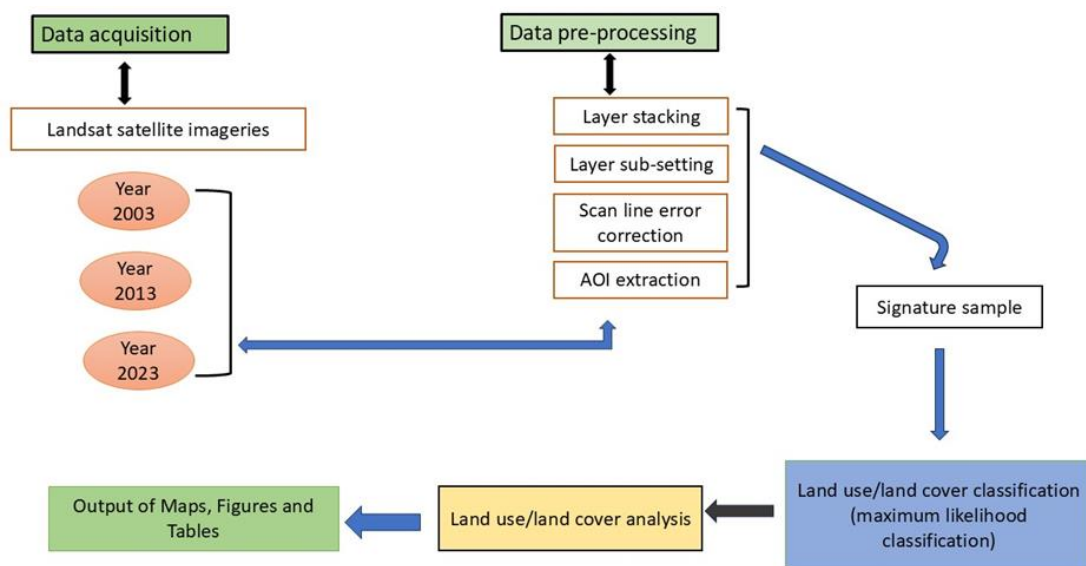 Data acquisition
Landsat satellite imageries
Year
2003
Year
2013
Year
2023
Data pre-processing
Layer stacking
Layer sub-setting
Scan line error
correction
AOI extraction
Signature sample
Land use/land cover classification
(maximum likelihood
classification)
Land use/land cover analysis
Output of Maps, Figures and
Tables